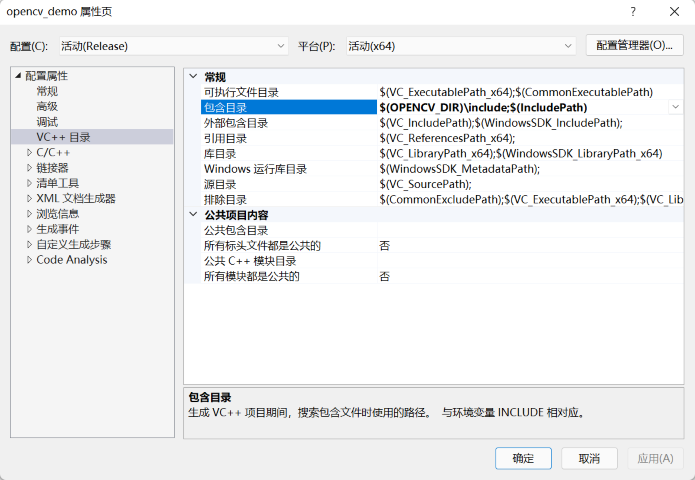 opencv_demo 属性页
配置(C): 活动(Release) 平台(P): 活动(x64) 配置管理器(O)...
配置属性
常规
高级
调试
VC++ 目录
C/C++
链接器
清单工具
XML 文档生成器
浏览信息
生成事件
自定义生成步骤
Code Analysis
常规
可执行文件目录 $(VC_ExecutablePath_x64);$(CommonExecutablePath)
包含目录 $(OPENCV_DIR)\include;$(IncludePath)
外部包含目录 $(VC_IncludePath);$(WindowsSDK_IncludePath);
引用目录 $(VC_ReferencesPath_x64);
库目录 $(VC_LibraryPath_x64);$(WindowsSDK_LibraryPath_x64)
Windows 运行库目录 $(WindowsSDK_MetadataPath);
源目录 $(VC_SourcePath);
排除目录 $(CommonExcludePath);$(VC_ExecutablePath_x64);$(VC_Lib
公共项目内容
公共包含目录
所有标头文件都是公共的 否
公共 C++ 模块目录
所有模块都是公共的 否
包含目录
生成 VC++ 项目期间，搜索包含文件时使用的路径。 与环境变量 INCLUDE 相对应。
确定 取消 应用(A)